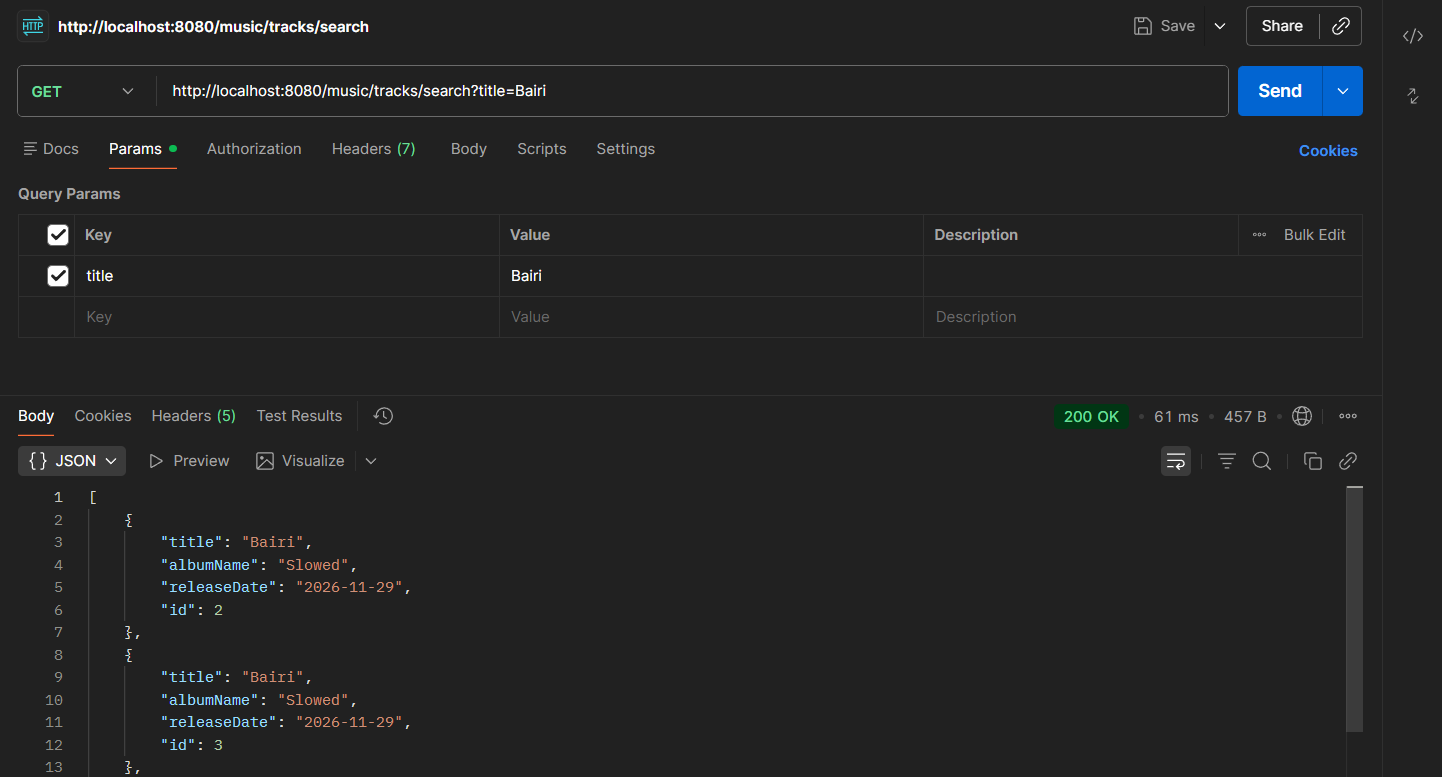 HTTP http://localhost:8080/music/tracks/search Save Share
GET http://localhost:8080/music/tracks/search?title=Bairi Send
Docs Params Authorization Headers (7) Body Scripts Settings Cookies
Query Params
Key Value Description Bulk Edit
title Bairi
Key Value Description
Body Cookies Headers (5) Test Results 200 OK 61 ms 457 B
{} JSON Preview Visualize
1 [
2 {
3 "title": "Bairi",
4 "albumName": "Slowed",
5 "releaseDate": "2026-11-29",
6 "id": 2
7 },
8 {
9 "title": "Bairi",
10 "albumName": "Slowed",
11 "releaseDate": "2026-11-29",
12 "id": 3
13 },